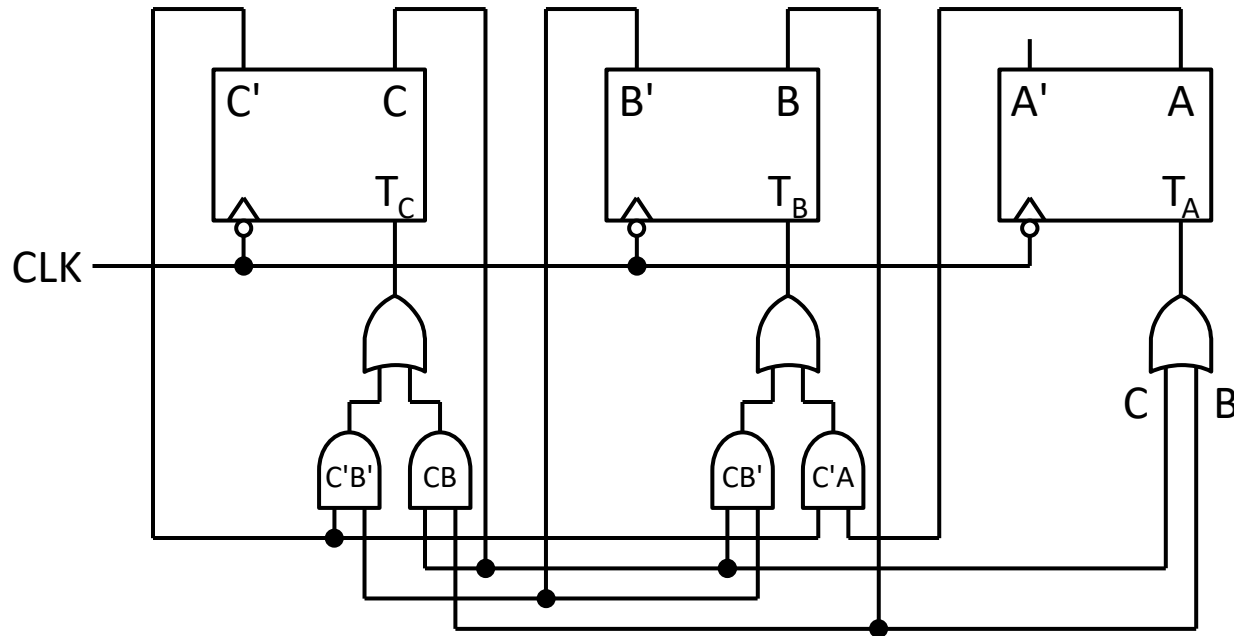 C' C B' B A' A
T_C T_B T_A
CLK
C B
C'B' CB CB' C'A